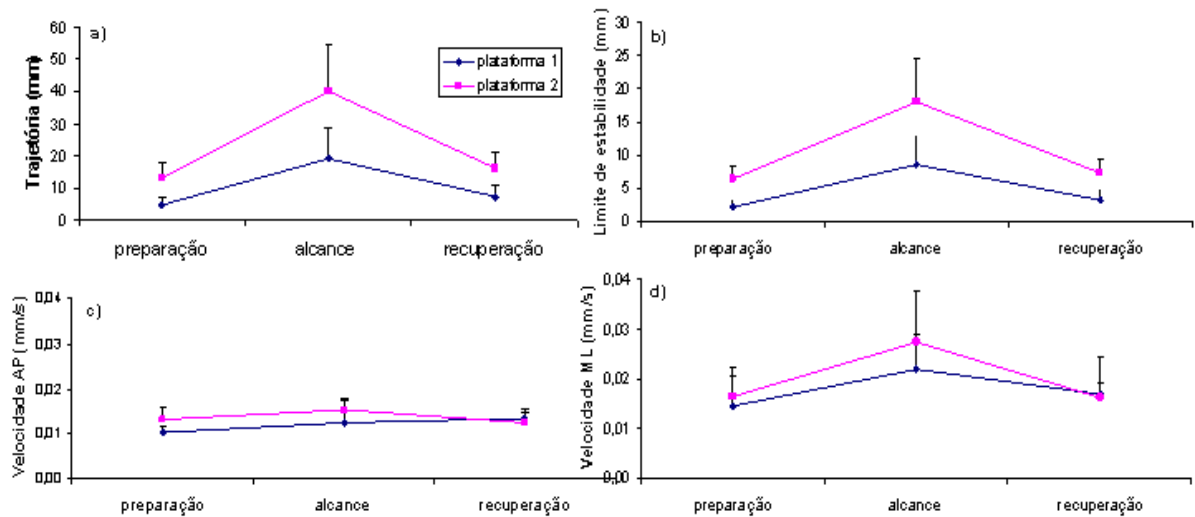 a)
Trajetória (mm)
60
50
40
30
20
10
0
plataforma 1
plataforma 2
preparação alcance recuperação
b)
Limite de estabilidade (mm)
30
25
20
15
10
5
0
preparação alcance recuperação
c)
Velocidade AP (mm/s)
0,04
0,03
0,02
0,01
0,00
preparação alcance recuperação
d)
Velocidade ML (mm/s)
0,04
0,03
0,02
0,01
0,00
preparação alcance recuperação